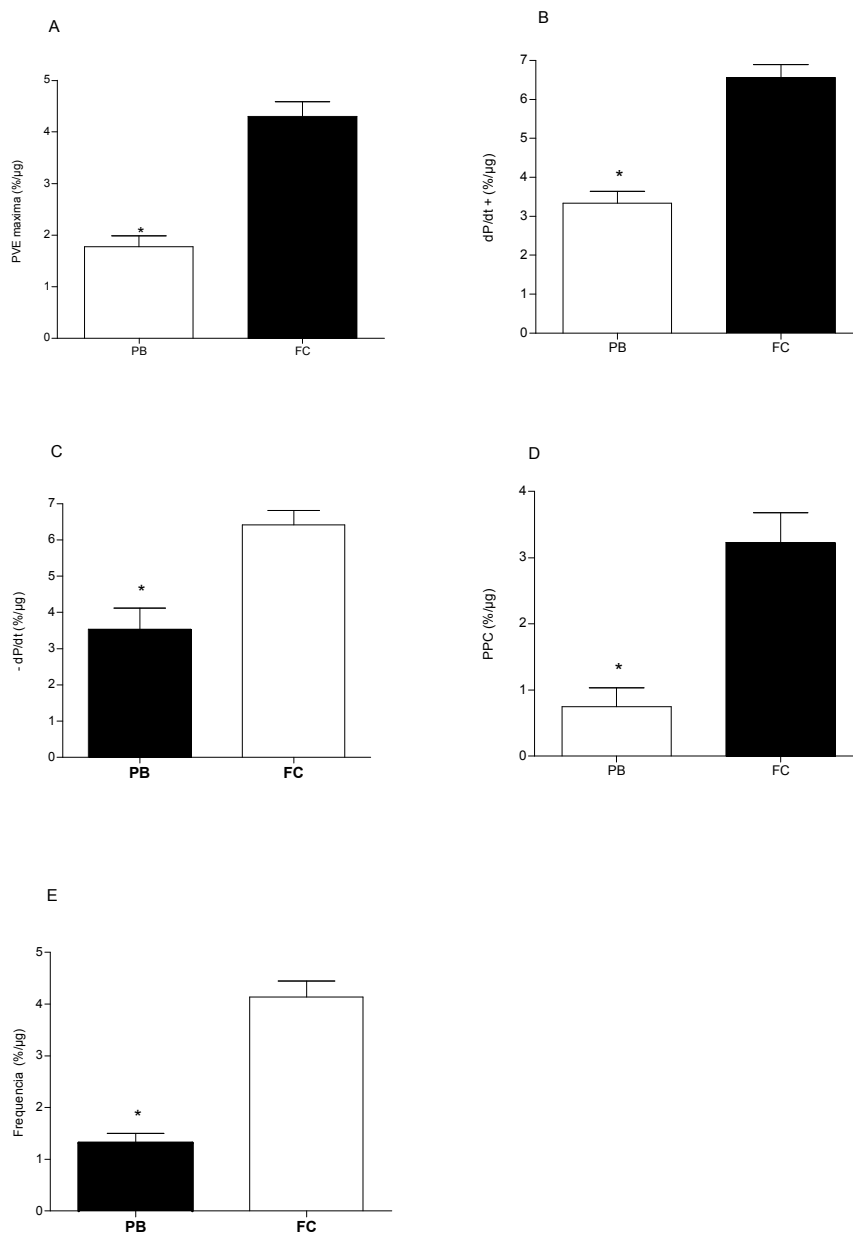 A
PVE maxima (%/µg)
5
4
3
2
1
0
*
PB
FC
B
dP/dt + (%/µg)
7
6
5
4
3
2
1
0
*
PB
FC
C
- dP/dt (%/µg)
7
6
5
4
3
2
1
0
*
PB
FC
D
PPC (%/µg)
4
3
2
1
0
*
PB
FC
E
Frequencia (%/µg)
5
4
3
2
1
0
*
PB
FC